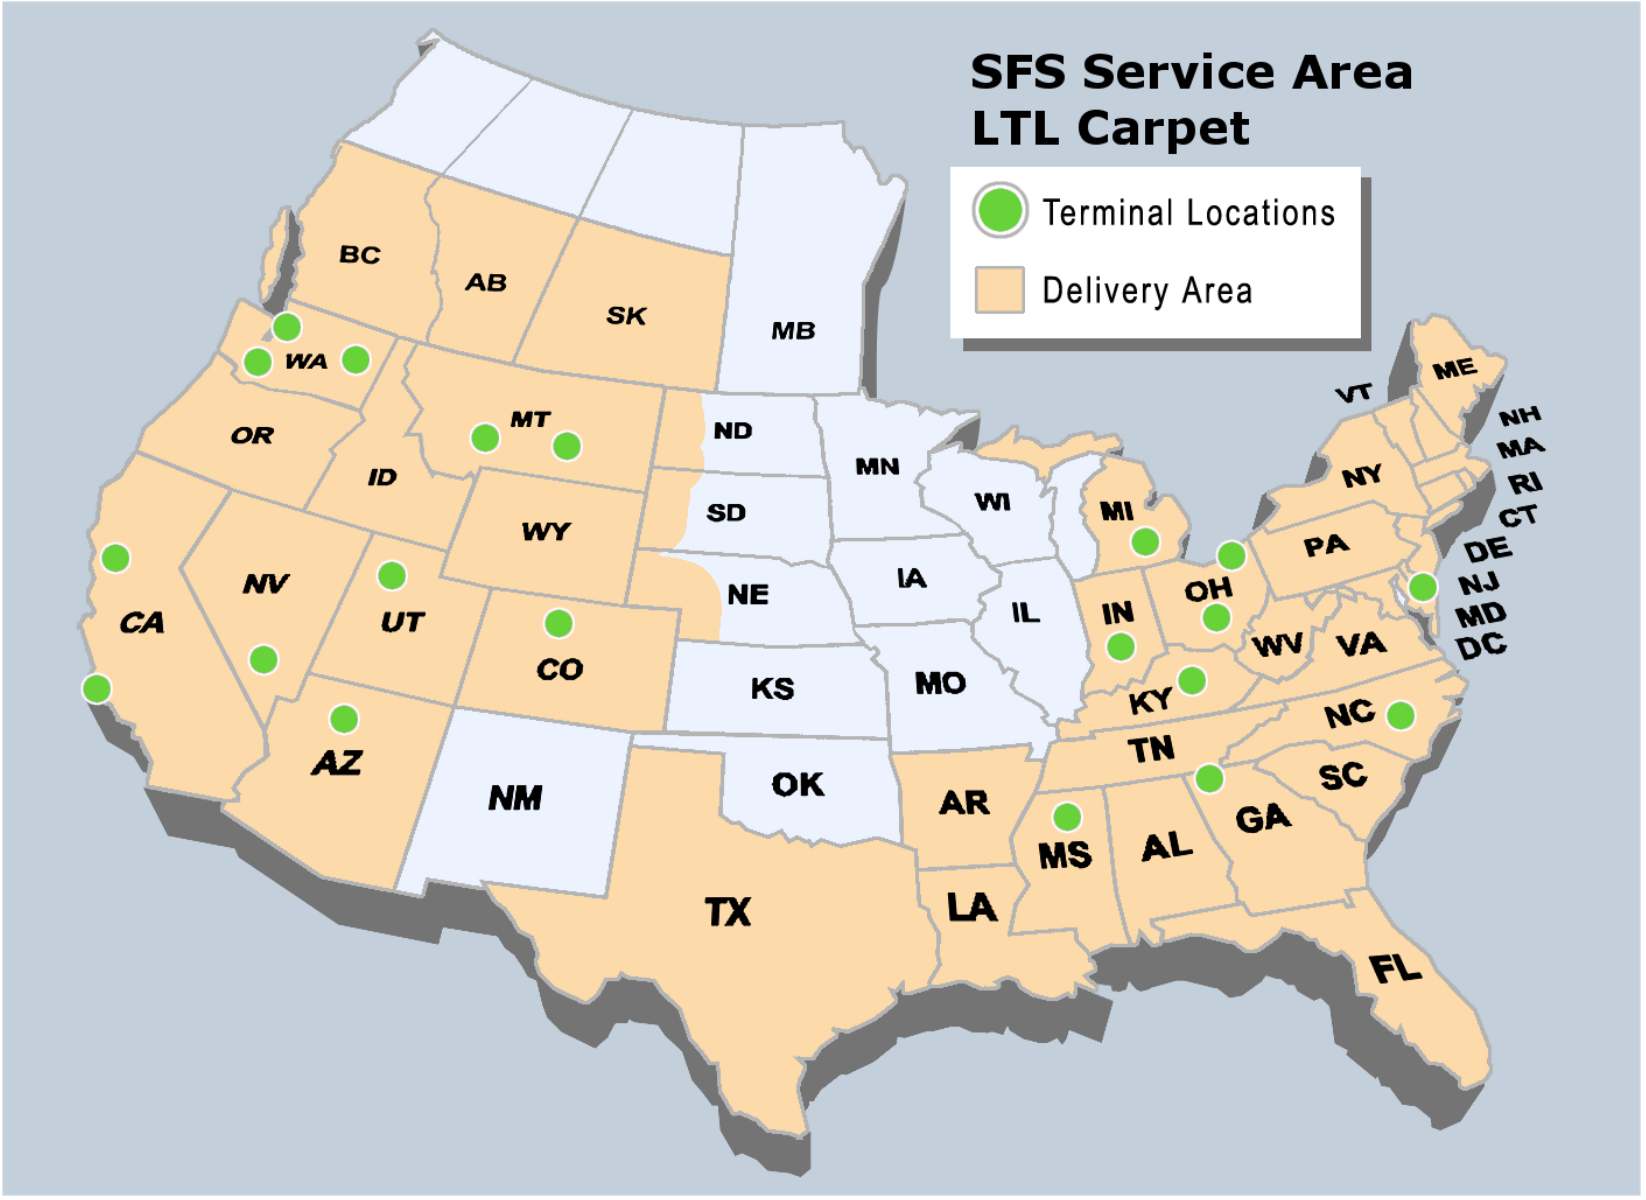 SFS Service Area
LTL Carpet
Terminal Locations
Delivery Area
BC
AB
SK
MB
WA
OR
ID
MT
ND
MN
SD
WI
MI
WY
NE
IA
IL
IN
OH
PA
NY
VT
ME
NH
MA
RI
CT
DE
NJ
MD
DC
CA
NV
UT
CO
KS
MO
KY
WV
VA
AZ
NM
OK
AR
TN
NC
SC
TX
LA
MS
AL
GA
FL